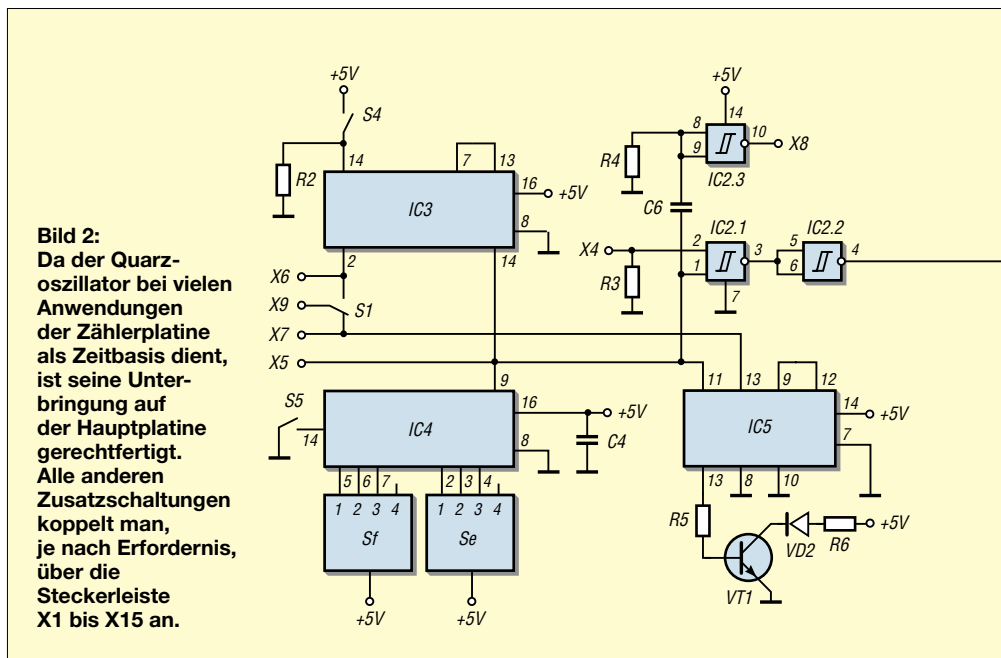 +5V
S4
14
7
13
R2
IC3
16
+5V
8
2
14
X6
X9
S1
X7
X5
+5V
14
8
9
10
X8
IC2.3
R4
C6
X4
2
1
R3
IC2.1
3
7
IC2.2
5
6
4
Bild 2:
Da der Quarz-
oszillator bei vielen
Anwendungen
der Zählerplatine
als Zeitbasis dient,
ist seine Unter-
bringung auf
der Hauptplatine
gerechtfertigt.
Alle anderen
Zusatzschaltungen
koppelt man,
je nach Erfordernis,
über die
Steckerleiste
X1 bis X15 an.
S5
14
9
IC4
16
+5V
C4
8
5 6 7
2 3 4
1 2 3 4
Sf
1 2 3 4
Se
+5V
+5V
11
13
9
12
IC5
14
+5V
7
13
8
10
R5
VT1
VD2
R6
+5V